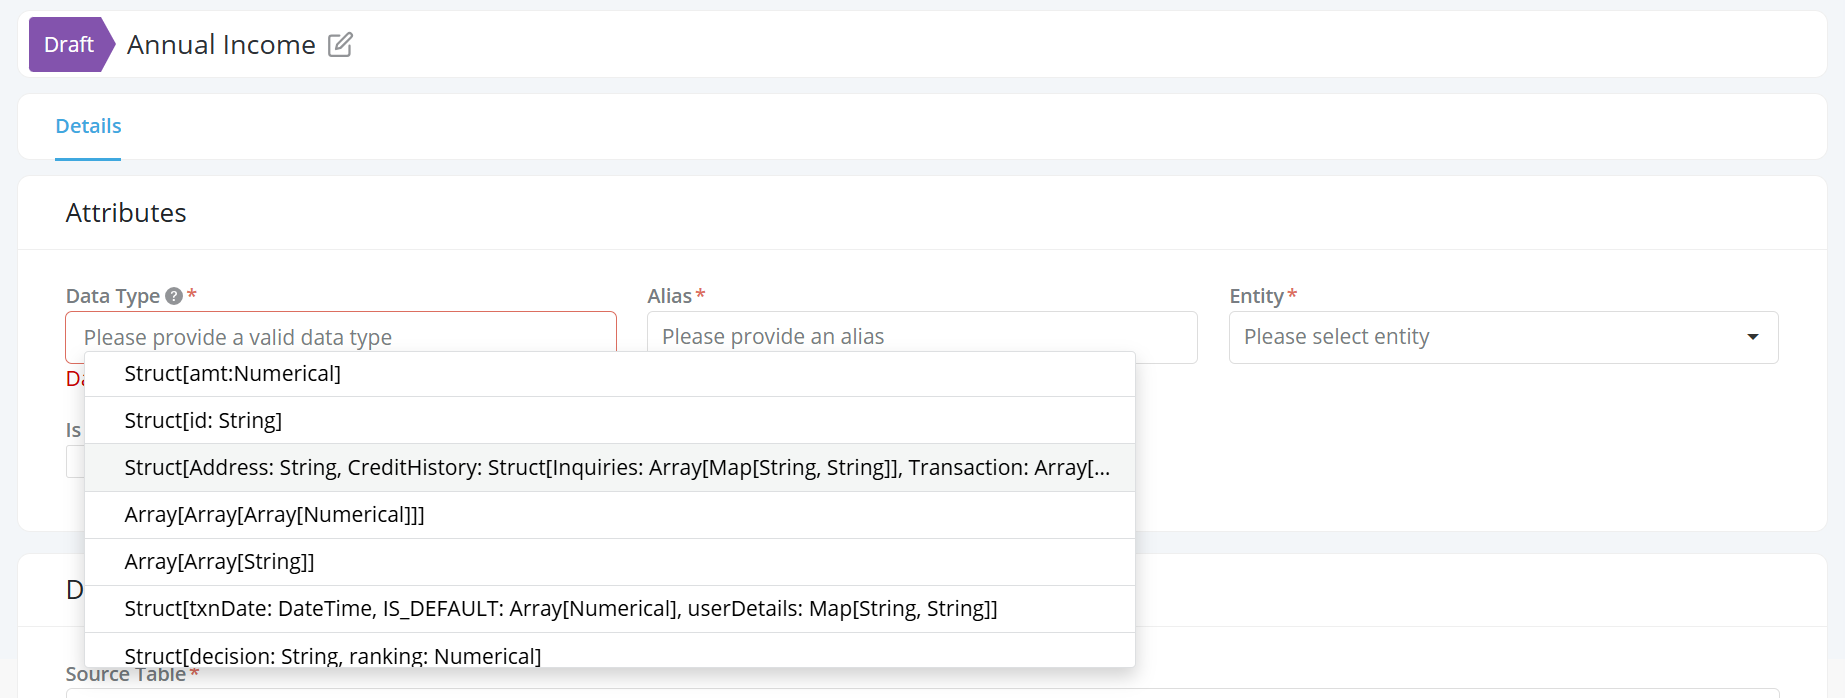 Draft Annual Income
Details
Attributes
Data Type ? * Alias * Entity *
Please provide a valid data type Please provide an alias Please select entity
Struct[amt:Numerical]
Struct[id: String]
Is
Struct[Address: String, CreditHistory: Struct[Inquiries: Array[Map[String, String]], Transaction: Array[...
Array[Array[Array[Numerical]]]
Array[Array[String]]
D
Struct[txnDate: DateTime, IS_DEFAULT: Array[Numerical], userDetails: Map[String, String]]
Struct[decision: String, ranking: Numerical]
Source Table *